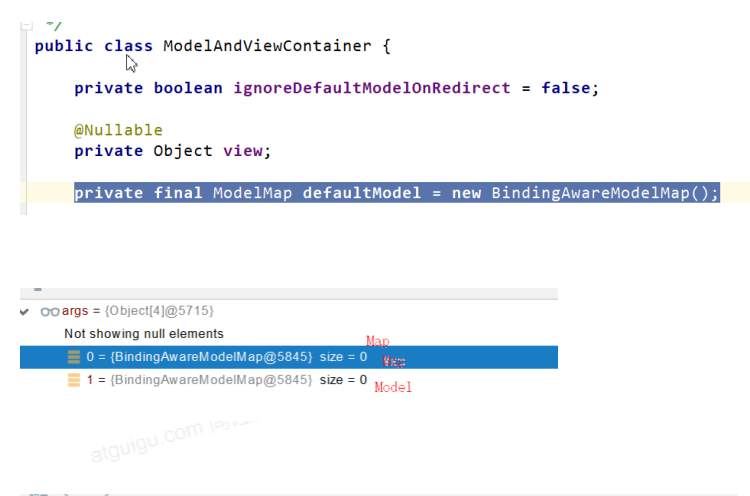 */
public class ModelAndViewContainer {
private boolean ignoreDefaultModelOnRedirect = false;
@Nullable
private Object view;
private final ModelMap defaultModel = new BindingAwareModelMap();
args = {Object[4]@5715}
Not showing null elements
Map
0 = {BindingAwareModelMap@5845} size = 0
1 = {BindingAwareModelMap@5845} size = 0
Model
atguigu.com